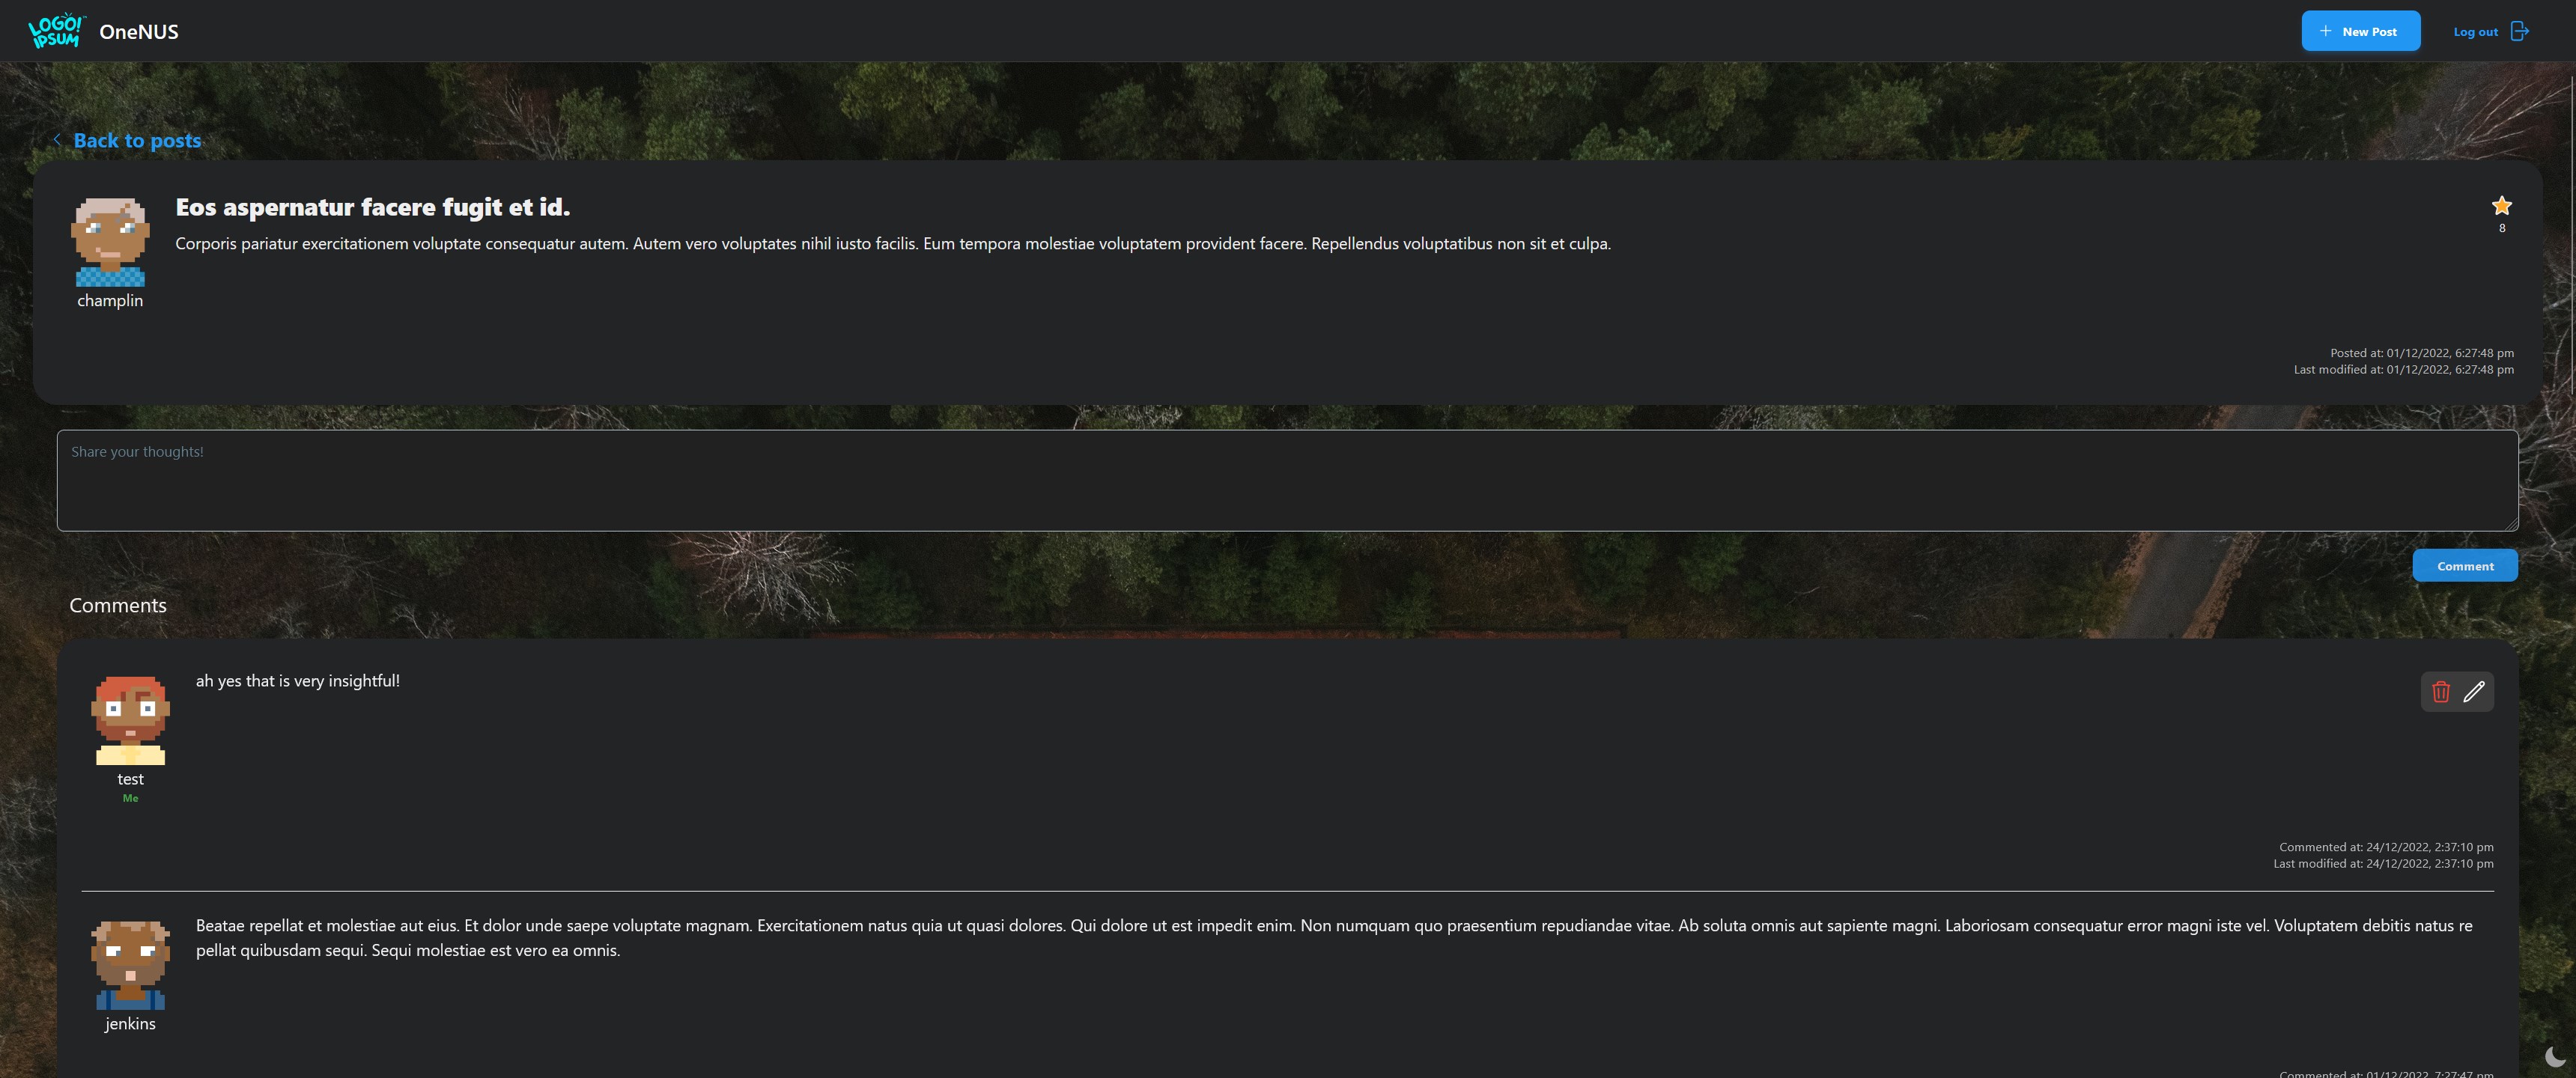 LOGO!
IPSUM
OneNUS
New Post
Log out
Back to posts
Eos aspernatur facere fugit et id.
Corporis pariatur exercitationem voluptate consequatur autem. Autem vero voluptates nihil iusto facilis. Eum tempora molestiae voluptatem provident facere. Repellendus voluptatibus non sit et culpa.
8
champlin
Posted at: 01/12/2022, 6:27:48 pm
Last modified at: 01/12/2022, 6:27:48 pm
Share your thoughts!
Comment
Comments
ah yes that is very insightful!
test
Me
Commented at: 24/12/2022, 2:37:10 pm
Last modified at: 24/12/2022, 2:37:10 pm
Beatae repellat et molestiae aut eius. Et dolor unde saepe voluptate magnam. Exercitationem natus quia ut quasi dolores. Qui dolore ut est impedit enim. Non numquam quo praesentium repudiandae vitae. Ab soluta omnis aut sapiente magni. Laboriosam consequatur error magni iste vel. Voluptatem debitis natus re
pellat quibusdam sequi. Sequi molestiae est vero ea omnis.
jenkins
Commented at: 01/12/2022, 7:27:47 pm